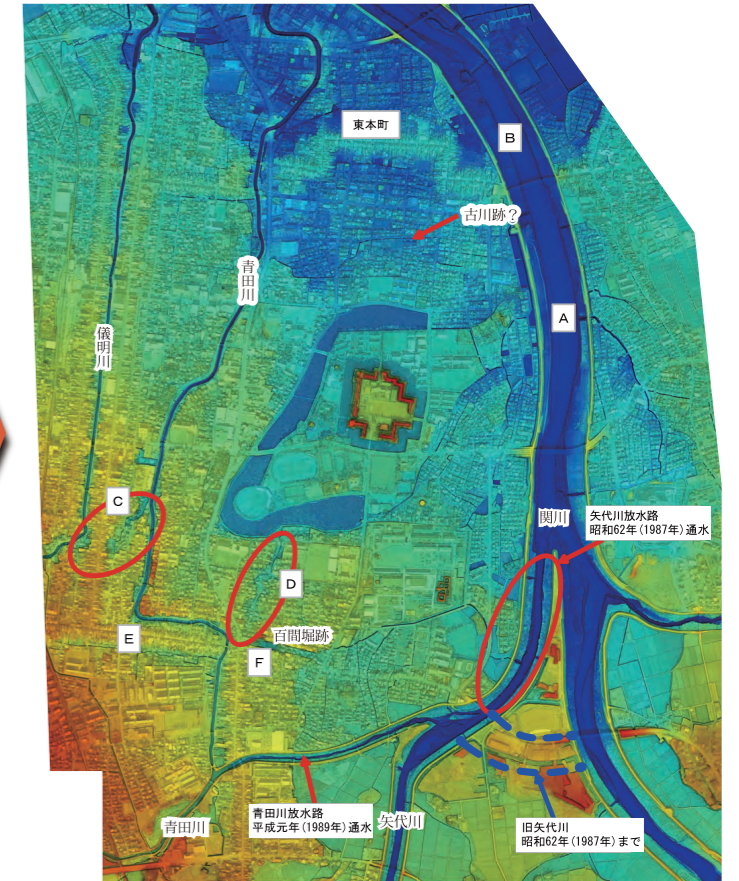 東本町
B
古川跡？
青田川
A
儀明川
C
関川
矢代川放水路
昭和62年(1987年)通水
D
E
百間堀跡
F
青田川放水路
平成元年(1989年)通水
矢代川
青田川
旧矢代川
昭和62年(1987年)まで